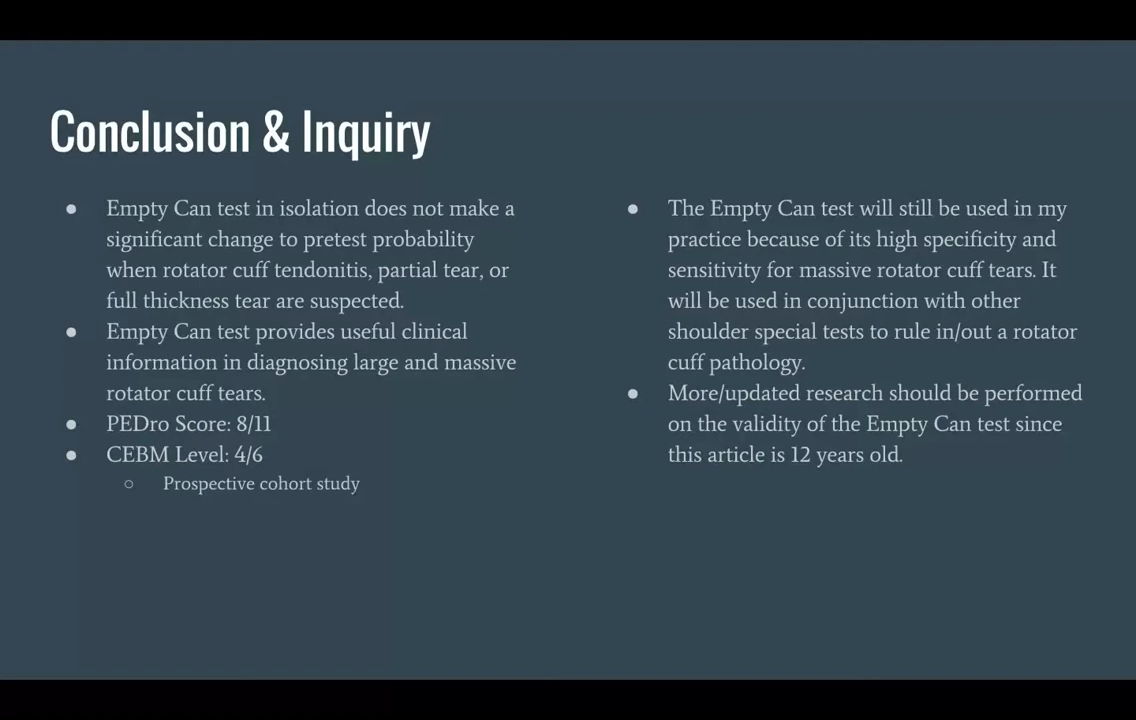 Conclusion & Inquiry
● Empty Can test in isolation does not make a
significant change to pretest probability
when rotator cuff tendonitis, partial tear, or
full thickness tear are suspected.
● Empty Can test provides useful clinical
information in diagnosing large and massive
rotator cuff tears.
● PEDro Score: 8/11
● CEBM Level: 4/6
○ Prospective cohort study
● The Empty Can test will still be used in my
practice because of its high specificity and
sensitivity for massive rotator cuff tears. It
will be used in conjunction with other
shoulder special tests to rule in/out a rotator
cuff pathology.
● More/updated research should be performed
on the validity of the Empty Can test since
this article is 12 years old.